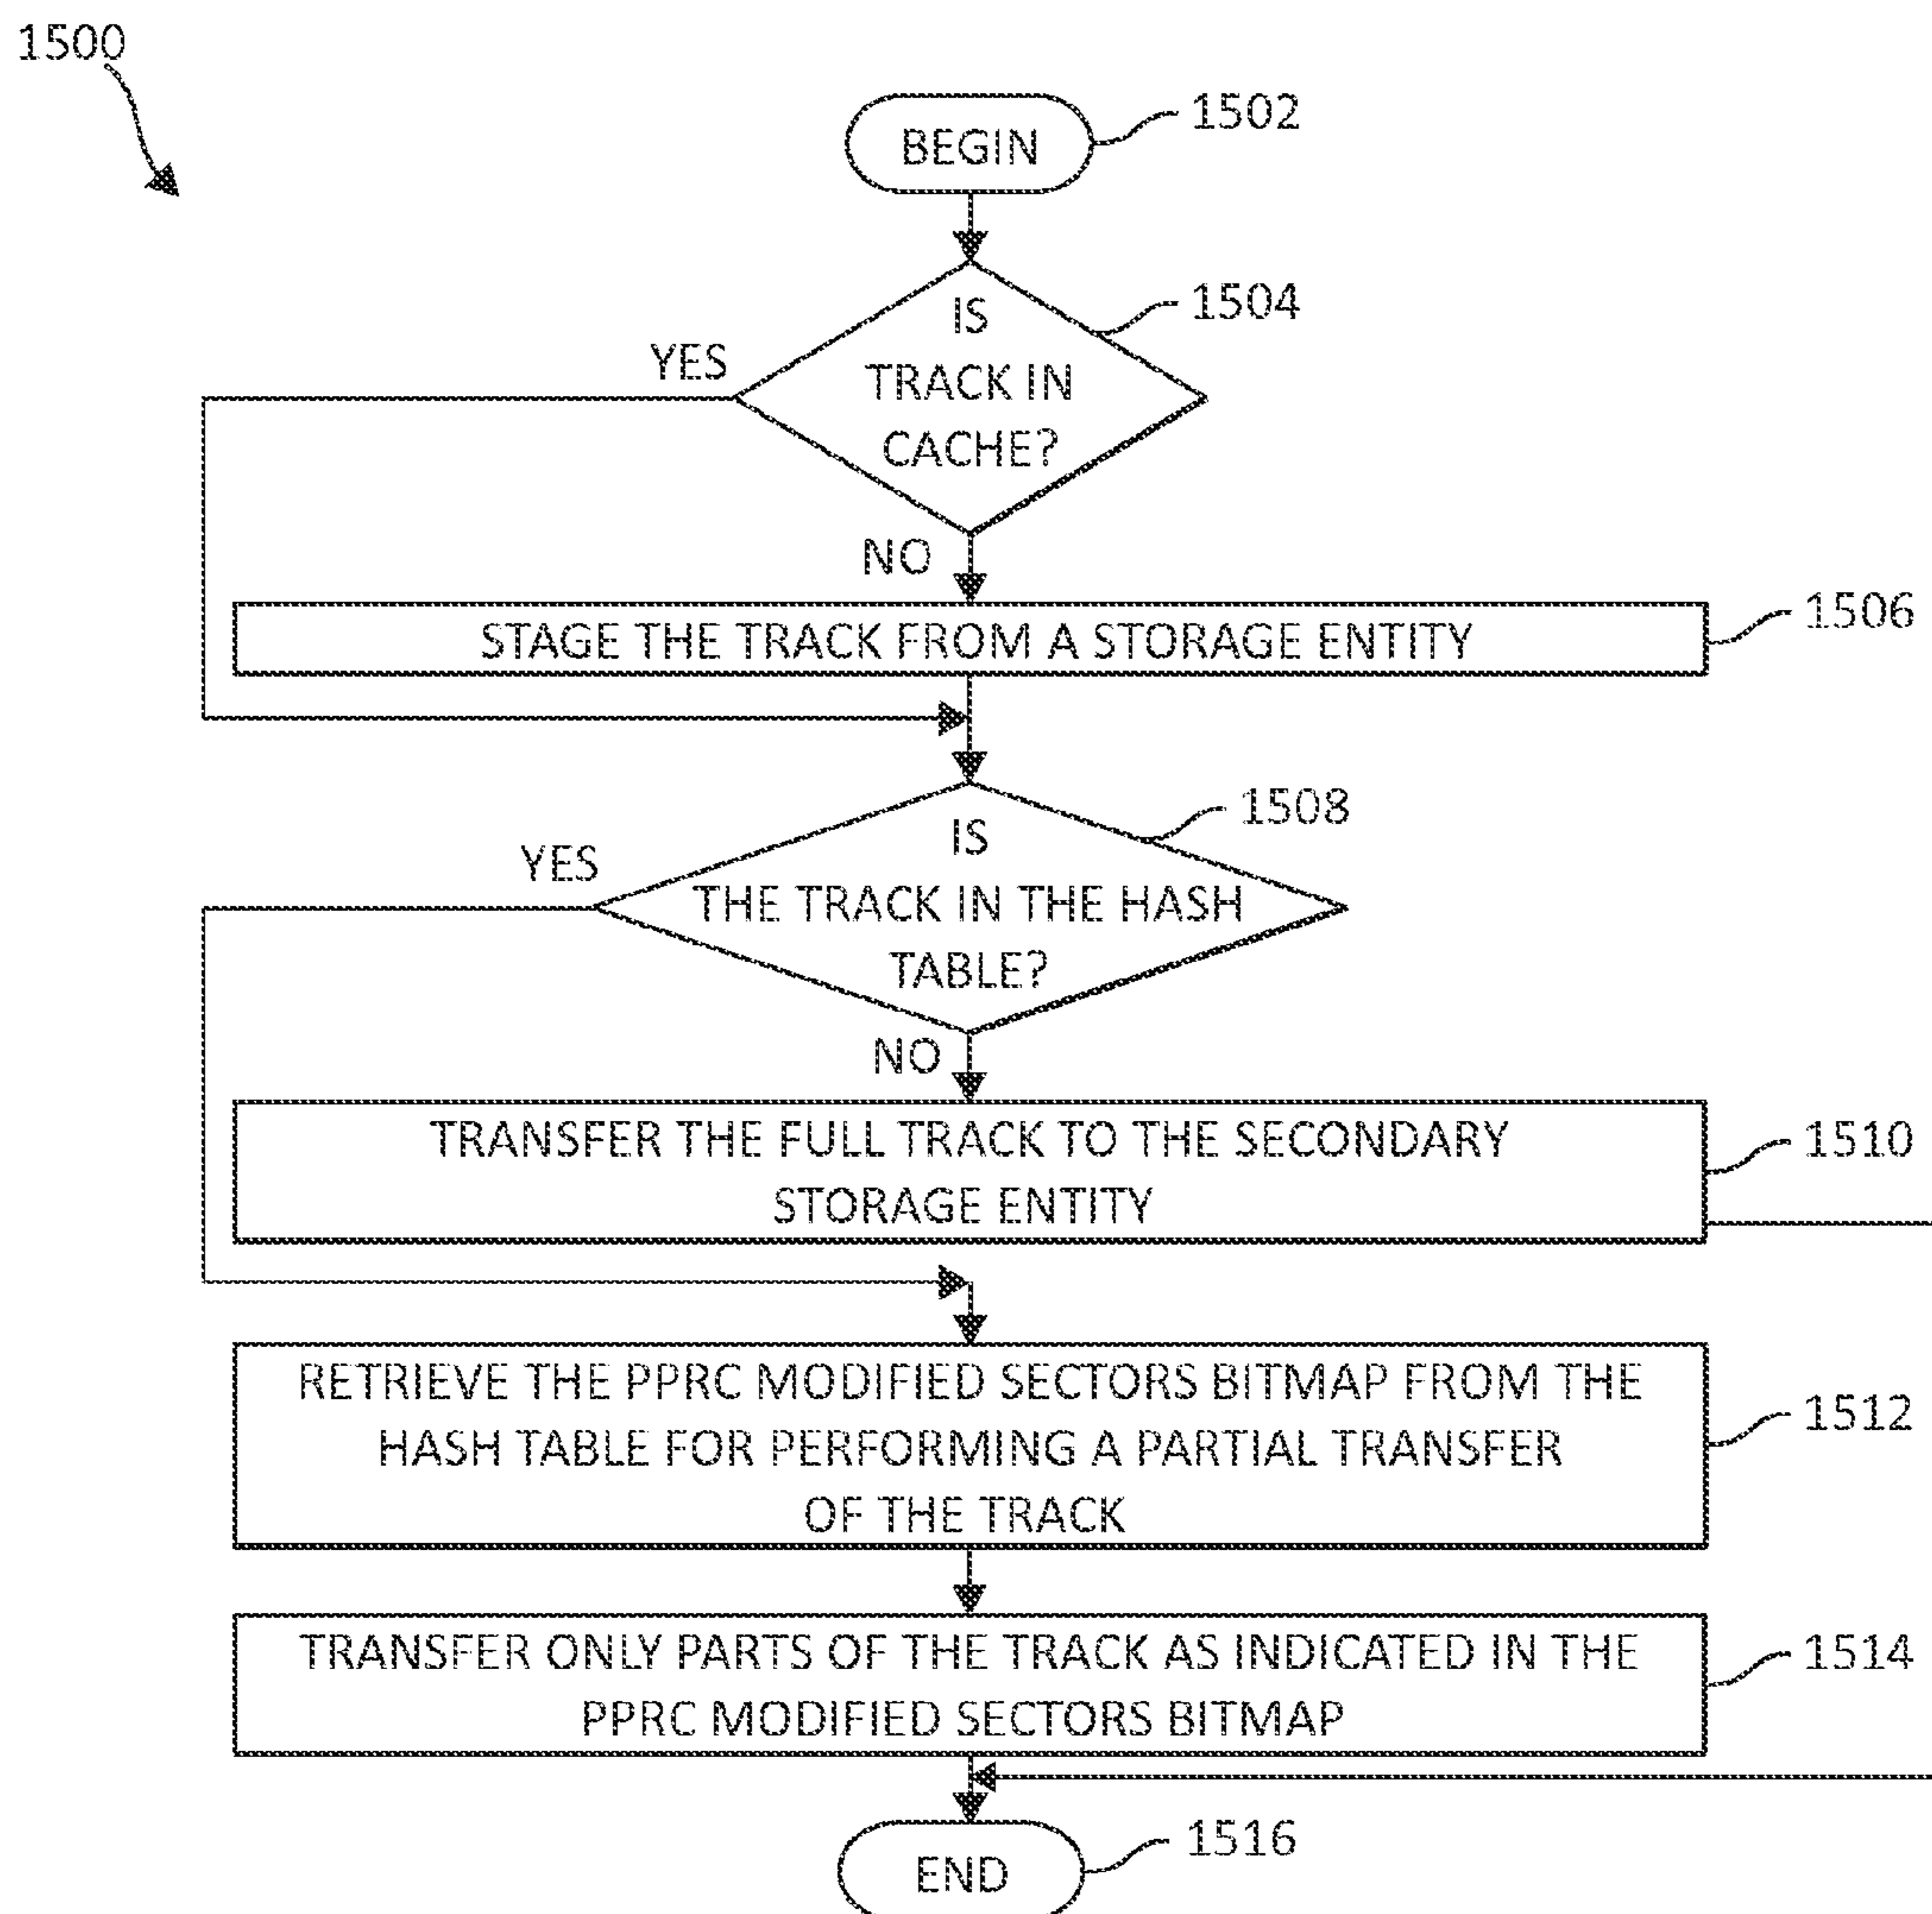 1500
BEGIN
1502
IS
TRACK IN
CACHE?
1504
YES
NO
STAGE THE TRACK FROM A STORAGE ENTITY
1506
IS
THE TRACK IN THE HASH
TABLE?
1508
YES
NO
TRANSFER THE FULL TRACK TO THE SECONDARY
STORAGE ENTITY
1510
RETRIEVE THE PPRC MODIFIED SECTORS BITMAP FROM THE
HASH TABLE FOR PERFORMING A PARTIAL TRANSFER
OF THE TRACK
1512
TRANSFER ONLY PARTS OF THE TRACK AS INDICATED IN THE
PPRC MODIFIED SECTORS BITMAP
1514
END
1516